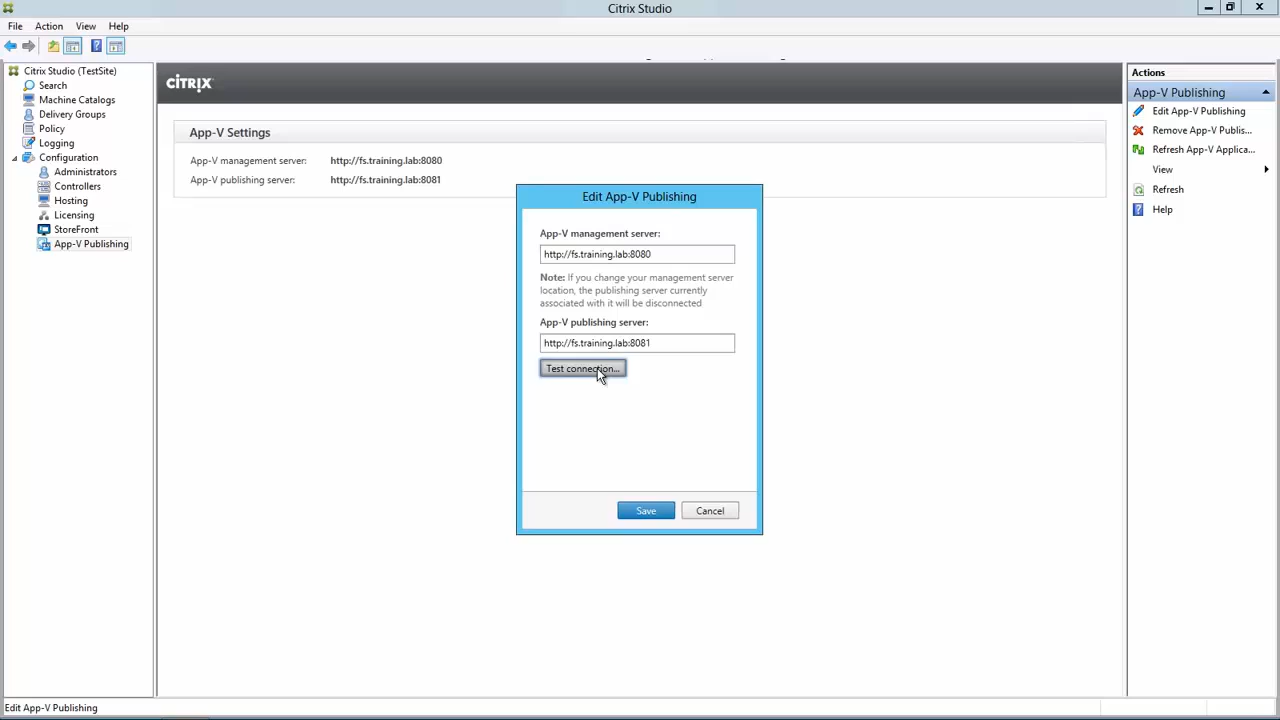 Citrix Studio
File Action View Help
Citrix Studio (TestSite)
Search
Machine Catalogs
Delivery Groups
Policy
Logging
Configuration
Administrators
Controllers
Hosting
Licensing
StoreFront
App-V Publishing
CİTRIX
App-V Settings
App-V management server: http://fs.training.lab:8080
App-V publishing server: http://fs.training.lab:8081
Edit App-V Publishing
App-V management server:
http://fs.training.lab:8080
Note: If you change your management server
location, the publishing server currently
associated with it will be disconnected
App-V publishing server:
http://fs.training.lab:8081
Test connection...
Save Cancel
Actions
App-V Publishing
Edit App-V Publishing
Remove App-V Publis...
Refresh App-V Applica...
View
Refresh
Help
Edit App-V Publishing